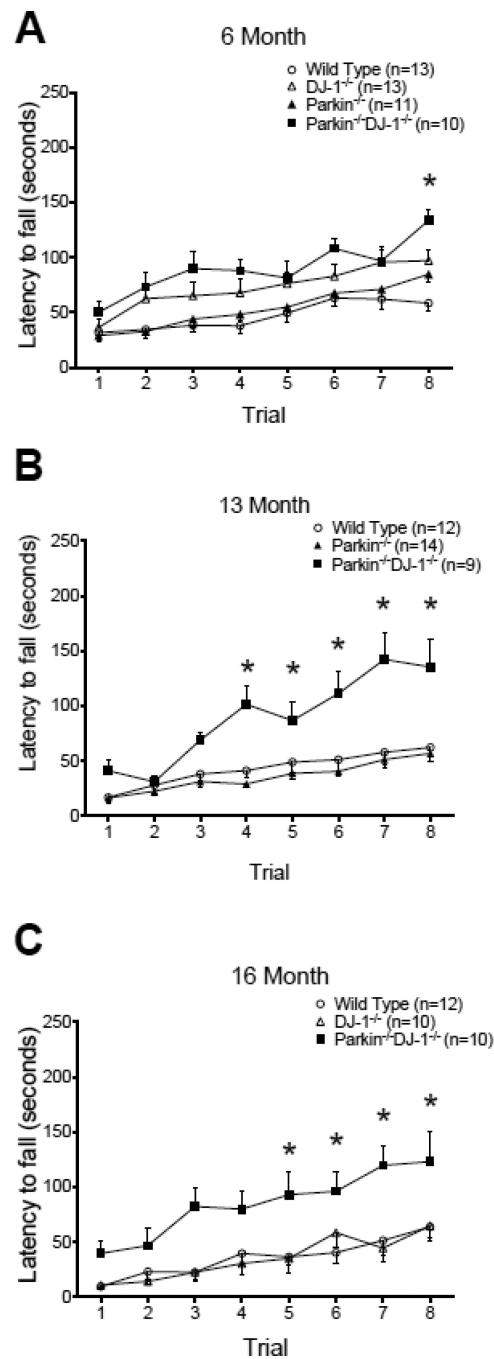 A
6 Month
Wild Type (n=13)
DJ-1-/- (n=13)
Parkin-/- (n=11)
Parkin-/-DJ-1-/- (n=10)
Latency to fall (seconds)
250
200
150
100
50
0
*
1 2 3 4 5 6 7 8
Trial
B
13 Month
Wild Type (n=12)
Parkin-/- (n=14)
Parkin-/-DJ-1-/- (n=9)
Latency to fall (seconds)
250
200
150
100
50
0
* * * * *
1 2 3 4 5 6 7 8
Trial
C
16 Month
Wild Type (n=12)
DJ-1-/- (n=10)
Parkin-/-DJ-1-/- (n=10)
Latency to fall (seconds)
250
200
150
100
50
0
* * * *
1 2 3 4 5 6 7 8
Trial